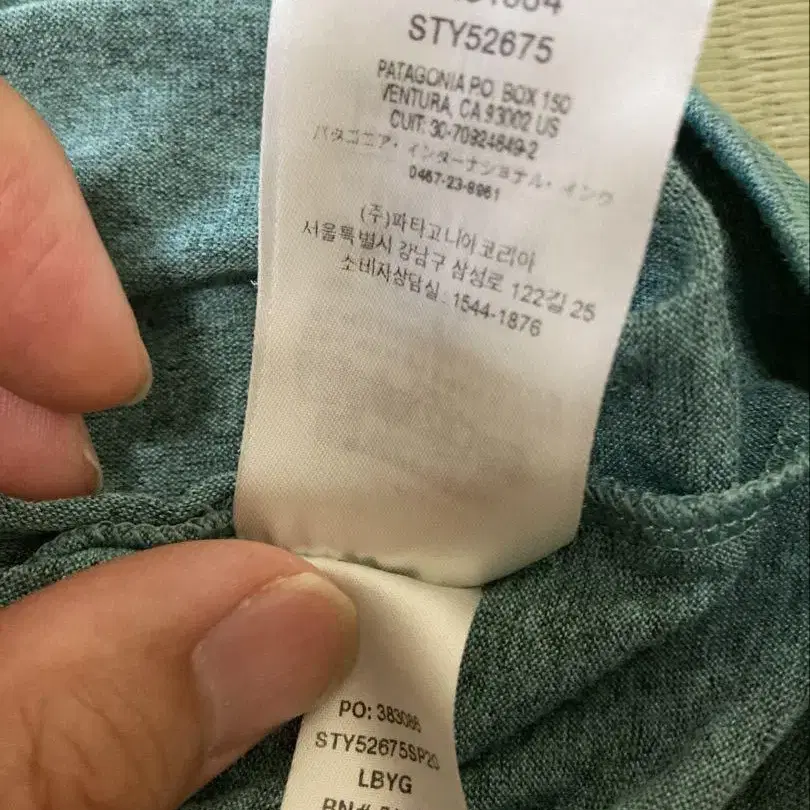 STY52675
PATAGONIA PO BOX 150
VENTURA, CA 93002 US
CUIT: 30-70924849-2
パタゴニア・インターナショナル・インク
0467-23-8961
(주)파타고니아코리아
서울특별시 강남구 삼성로 122길 25
소비자상담실 : 1544-1876
PO: 383086
STY52675SP20
LBYG
RN#